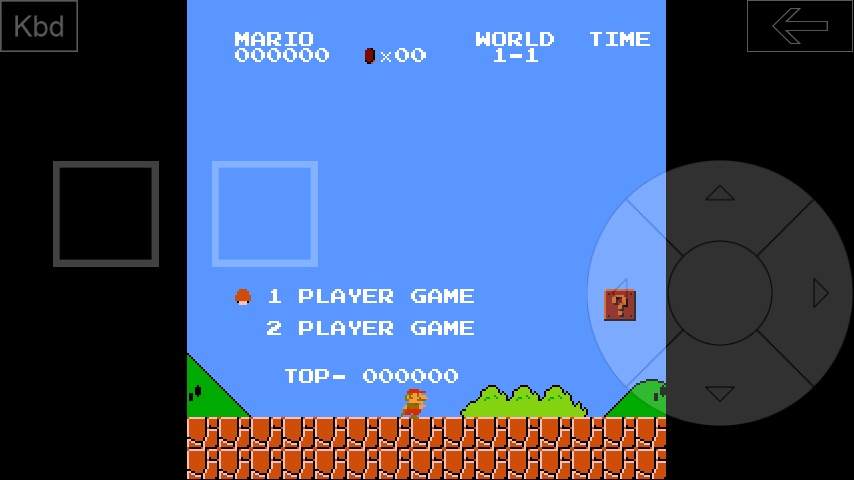 Kbd
MARIO WORLD TIME
000000 ×00 1-1
?
1 PLAYER GAME
2 PLAYER GAME
TOP- 000000